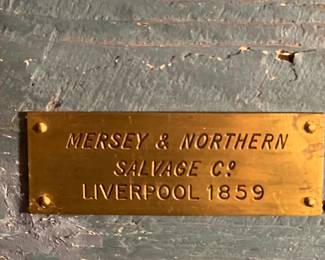 MERSEY & NORTHERN
SALVAGE Cº
LIVERPOOL 1859